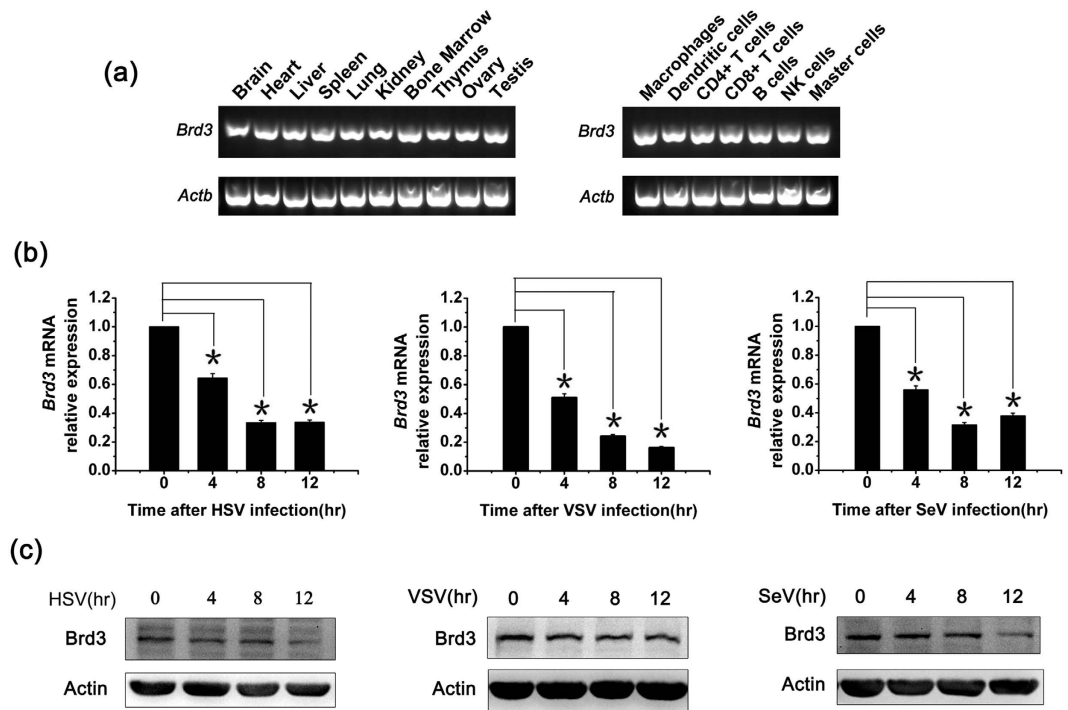 (a)
Brain
Heart
Liver
Spleen
Lung
Kidney
Bone Marrow
Thymus
Ovary
Testis
Brd3
Actb
Macrophages
Dendritic cells
CD4+ T cells
CD8+ T cells
B cells
NK cells
Master cells
Brd3
Actb
(b)
Brd3 mRNA
relative expression
1.2
1.0
0.8
0.6
0.4
0.2
0.0
* * *
0 4 8 12
Time after HSV infection(hr)
Brd3 mRNA
relative expression
1.2
1.0
0.8
0.6
0.4
0.2
0.0
* * *
0 4 8 12
Time after VSV infection(hr)
Brd3 mRNA
relative expression
1.2
1.0
0.8
0.6
0.4
0.2
0.0
* * *
0 4 8 12
Time after SeV infection(hr)
(c)
HSV(hr) 0 4 8 12
Brd3
Actin
VSV(hr) 0 4 8 12
Brd3
Actin
SeV(hr) 0 4 8 12
Brd3
Actin